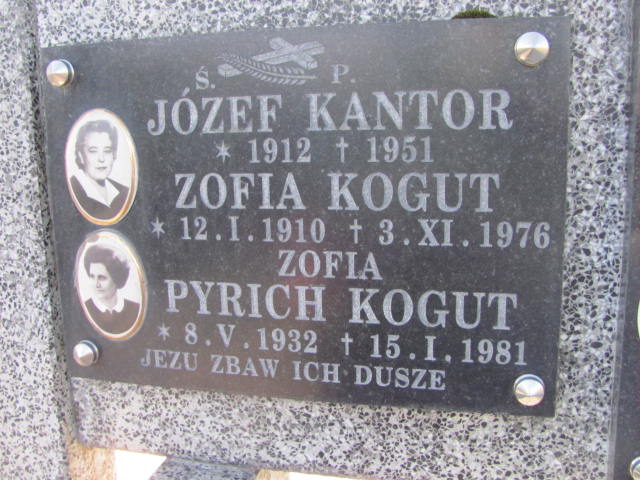 Ś. P.
JÓZEF KANTOR
* 1912 † 1951
ZOFIA KOGUT
* 12.I.1910 † 3.XI.1976
ZOFIA
PYRICH KOGUT
* 8.V.1932 † 15.I.1981
JEZU ZBAW ICH DUSZE